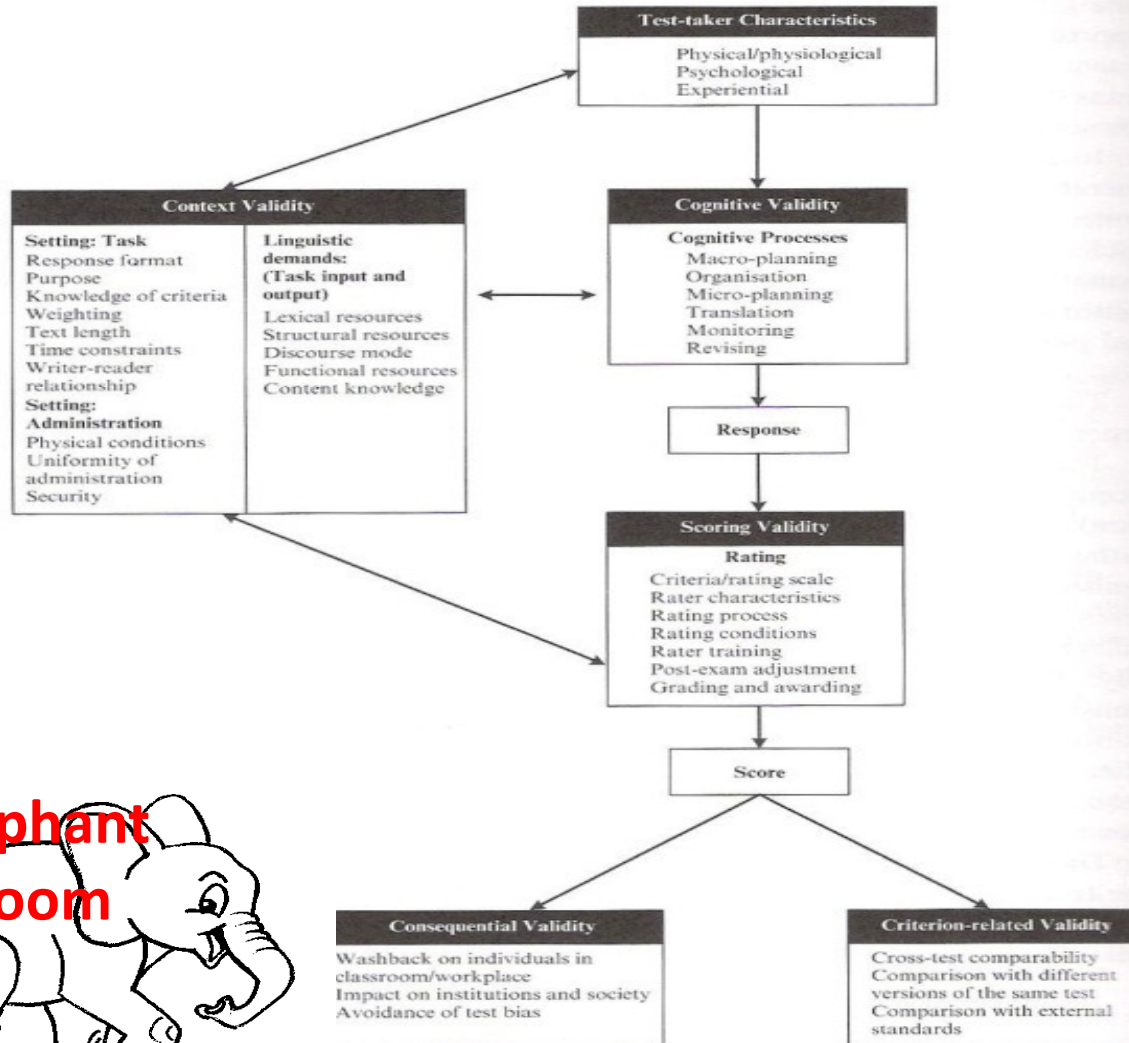 Test-taker Characteristics
Physical/physiological
Psychological
Experiential
Context Validity
Setting: Task
Response format
Purpose
Knowledge of criteria
Weighting
Text length
Time constraints
Writer-reader
relationship
Setting:
Administration
Physical conditions
Uniformity of
administration
Security
Linguistic
demands:
(Task input and
output)
Lexical resources
Structural resources
Discourse mode
Functional resources
Content knowledge
Cognitive Validity
Cognitive Processes
Macro-planning
Organisation
Micro-planning
Translation
Monitoring
Revising
Response
Scoring Validity
Rating
Criteria/rating scale
Rater characteristics
Rating process
Rating conditions
Rater training
Post-exam adjustment
Grading and awarding
Score
phant
oom
Consequential Validity
Washback on individuals in
classroom/workplace
Impact on institutions and society
Avoidance of test bias
Criterion-related Validity
Cross-test comparability
Comparison with different
versions of the same test
Comparison with external
standards